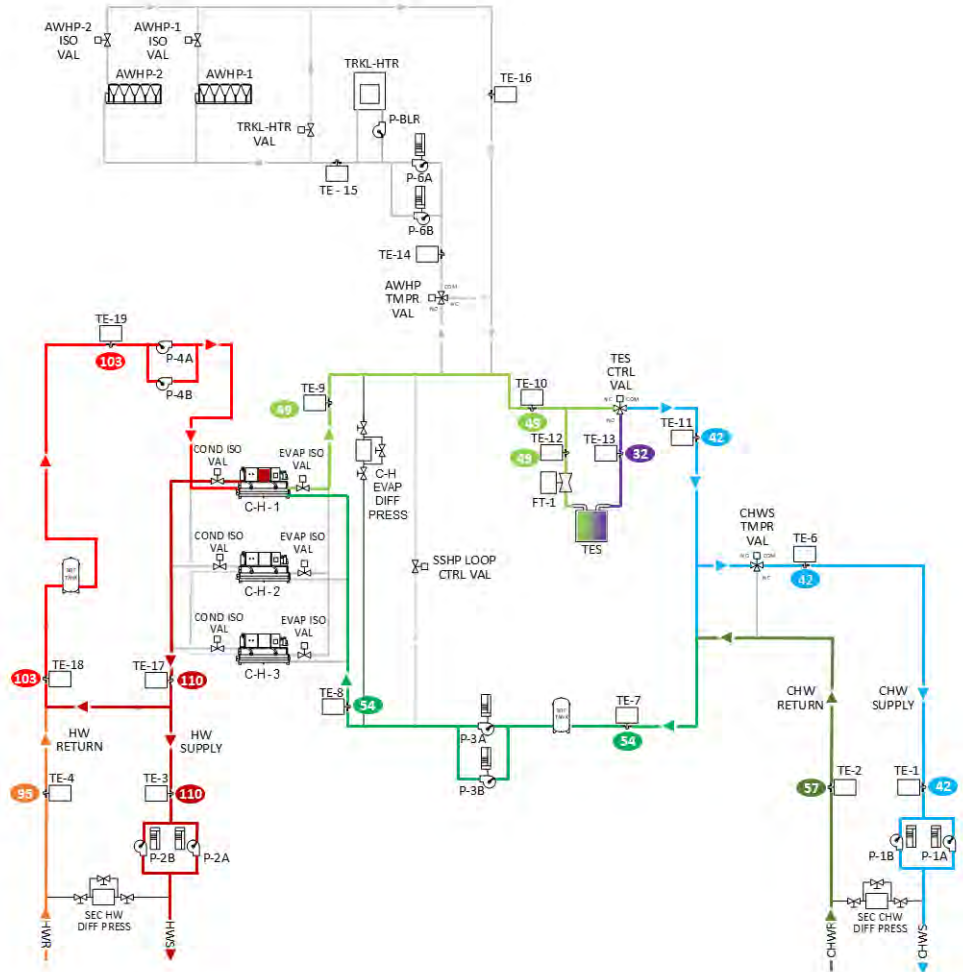 AWHP-2
ISO
VAL
AWHP-1
ISO
VAL
AWHP-2
AWHP-1
TRKL-HTR
P-BLR
TRKL-HTR
VAL
TE-16
TE - 15
P-6A
P-6B
TE-14
AWHP
TMPR
VAL
COM
N.C
TE-19
103
P-4A
P-4B
TE-9
49
TE-10
49
TES
CTRL
VAL
N.C
COM
TE-11
42
TE-12
49
TE-13
32
FT-1
TES
COND ISO
VAL
EVAP ISO
VAL
C-H - 1
C-H
EVAP
DIFF
PRESS
COND ISO
VAL
EVAP ISO
VAL
C-H - 2
SSHP LOOP
CTRL VAL
CHWS
TMPR
VAL
COM
TE-6
42
COND ISO
VAL
EVAP ISO
VAL
C-H - 3
TE-18
103
TE-17
110
TE-8
54
TE-7
54
P-3A
P-3B
HW
RETURN
HW
SUPPLY
CHW
RETURN
CHW
SUPPLY
TE-4
95
TE-3
110
TE-2
57
TE-1
42
P-2B
P-2A
P-1B
P-1A
SEC HW
DIFF PRESS
SEC CHW
DIFF PRESS
HWR
HWS
CHWR
CHWS